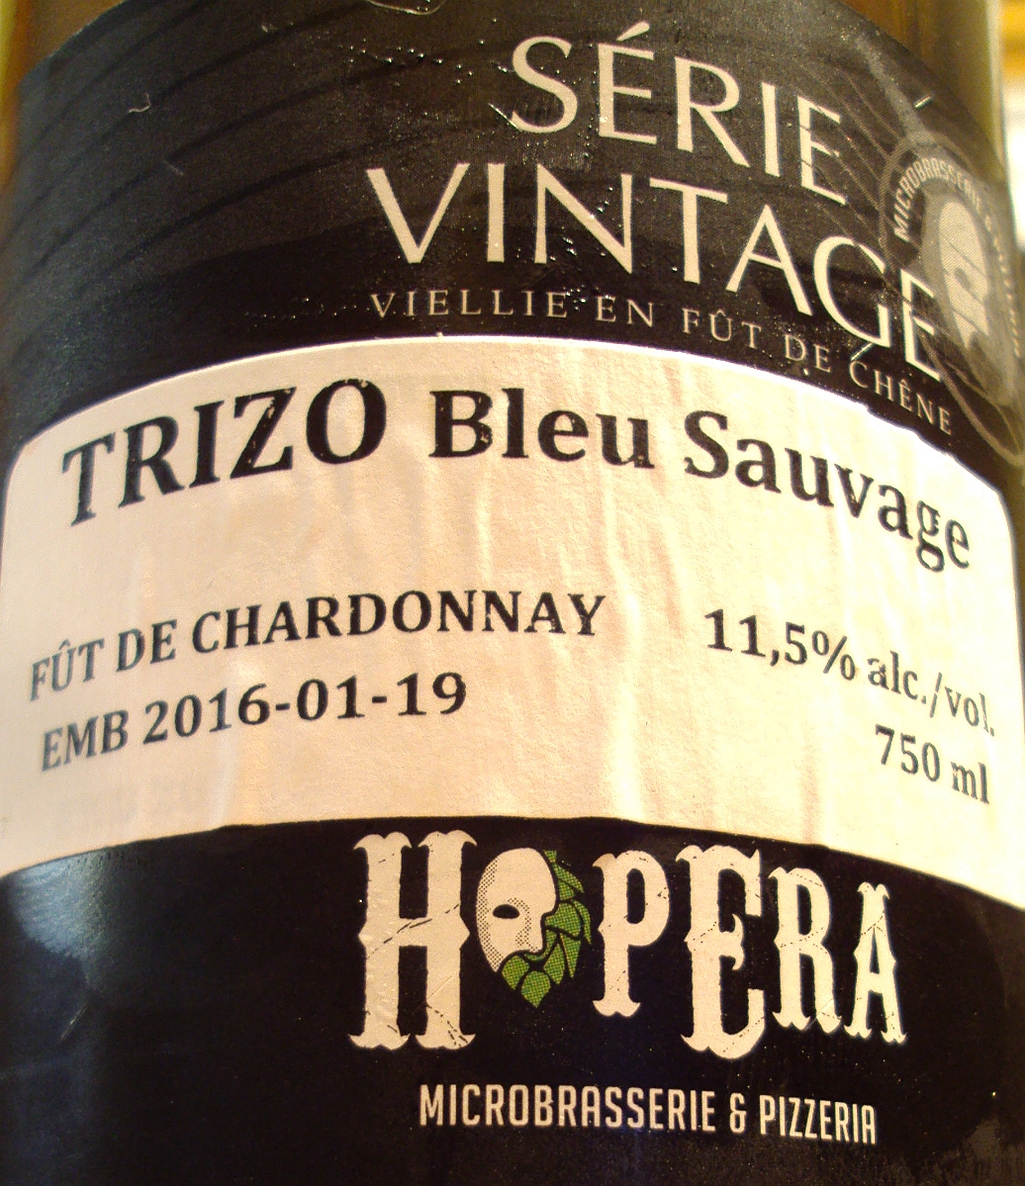 SÉRIE
VINTAGE
VIELLIE EN FÛT DE CHÊNE
MICROBRASSERIE &
TRIZO Bleu Sauvage
FÛT DE CHARDONNAY
11,5% alc./vol.
EMB 2016-01-19
750 ml
HOPERA
MICROBRASSERIE & PIZZERIA